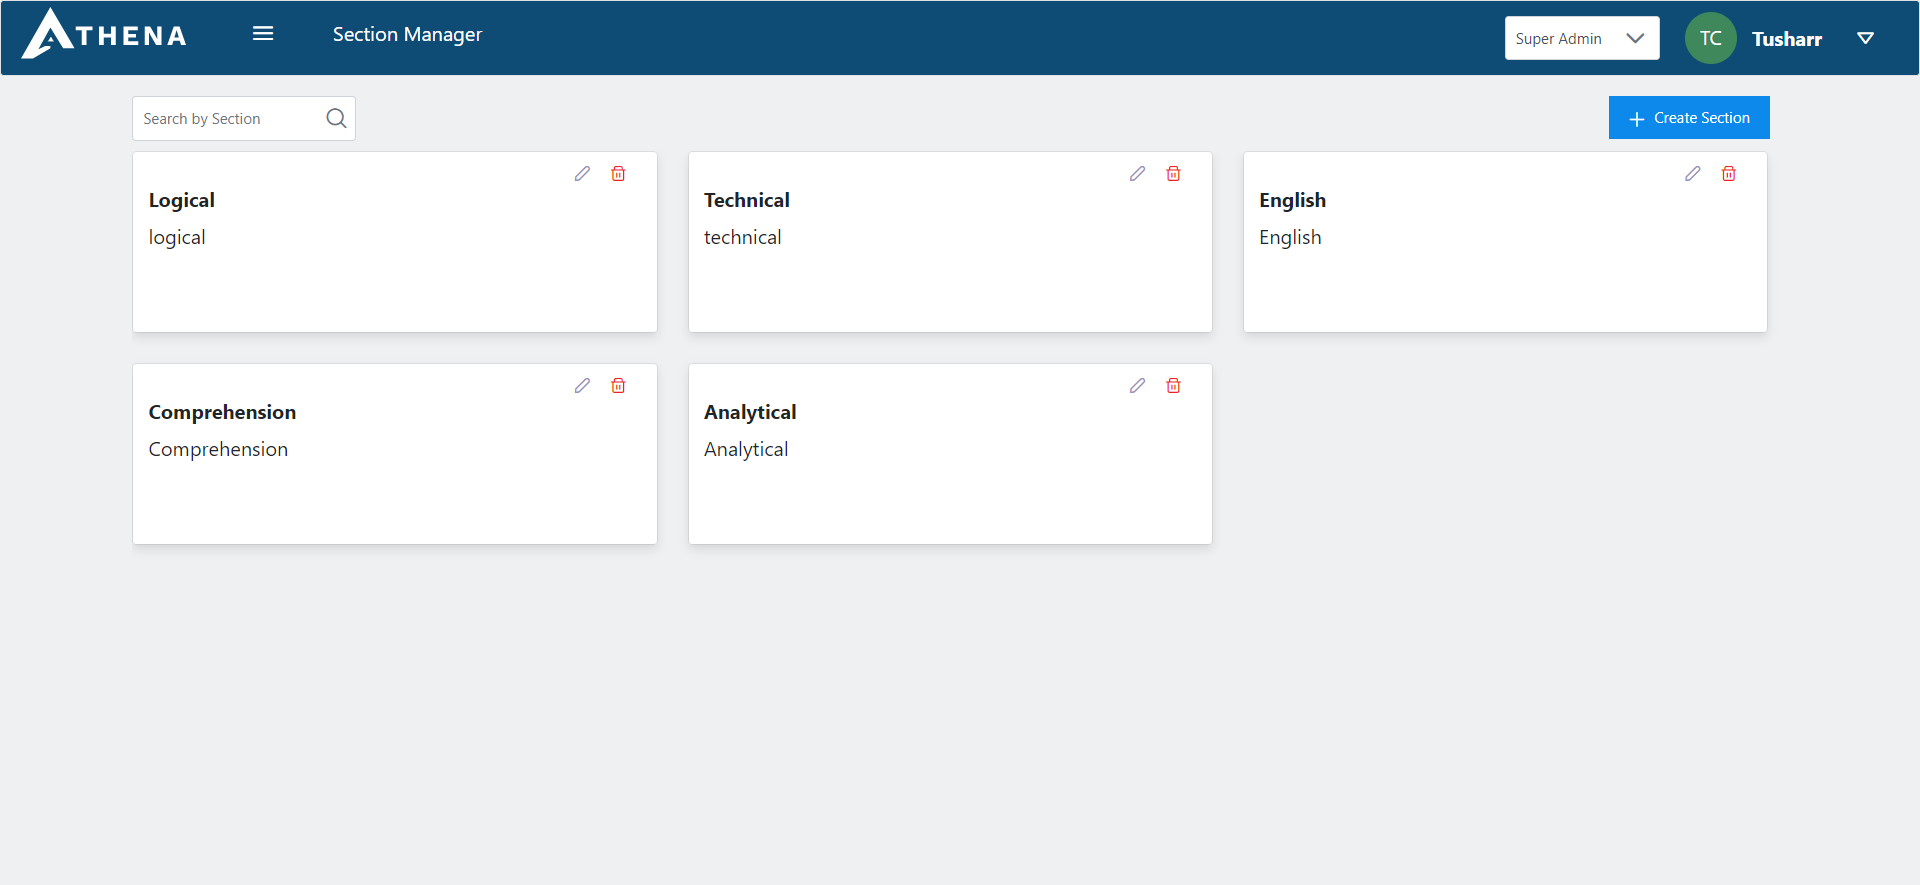 ATHENA
Section Manager
Super Admin
TC
Tusharr
Search by Section
Create Section
Logical
logical
Technical
technical
English
English
Comprehension
Comprehension
Analytical
Analytical